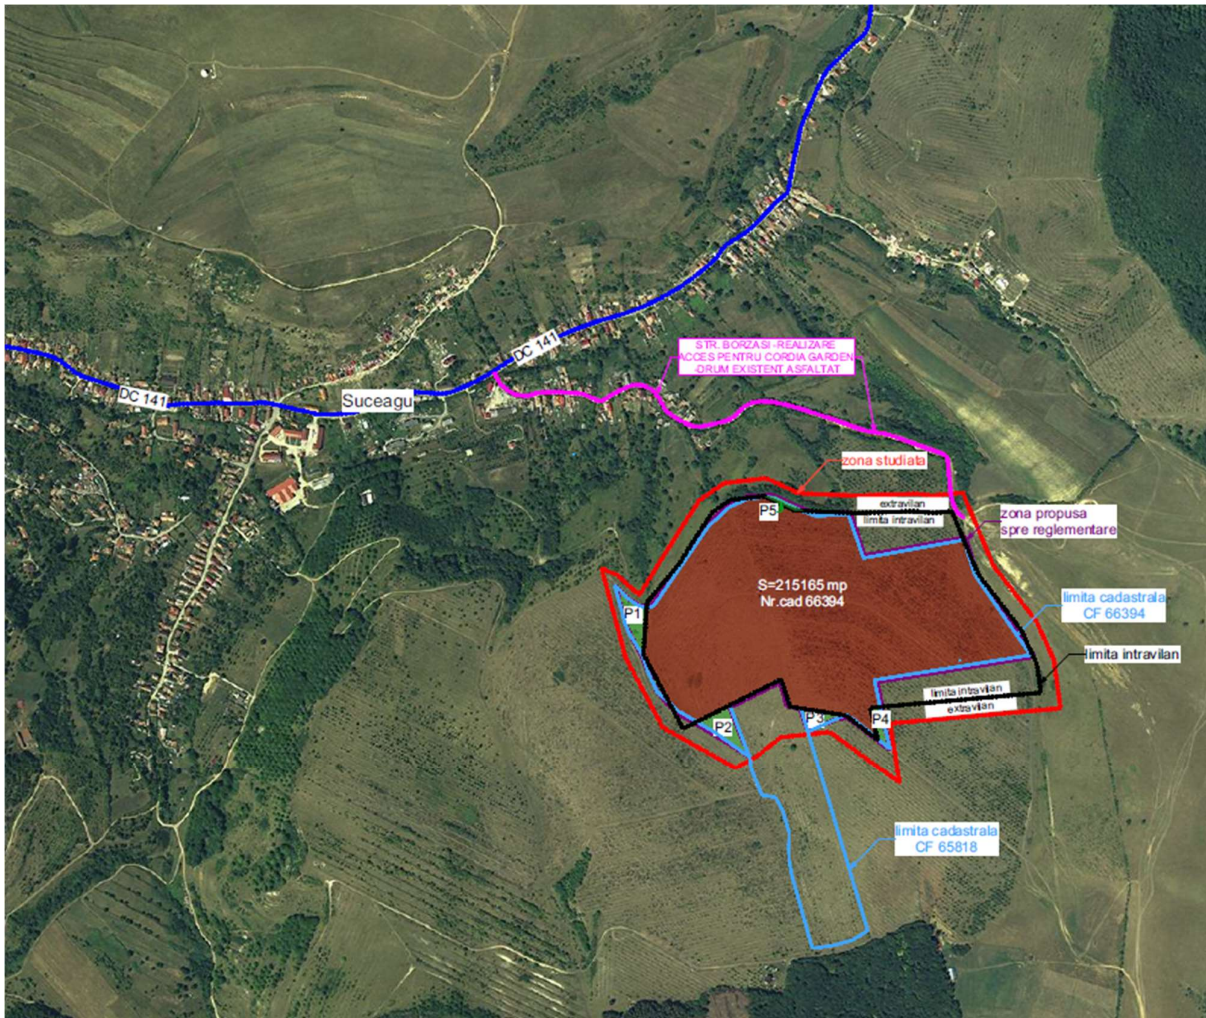 STR. BORZASI -REALIZARE
ACCES PENTRU CORDIA GARDEN
-DRUM EXISTENT ASFALTAT
DC 141
DC 141
Suceagu
zona studiata
extravilan
limita intravilan
P5
zona propusa
spre reglementare
S=215165 mp
Nr.cad 66394
limita cadastrala
CF 66394
P1
limita intravilan
limita intravilan
extravilan
P2
P3
P4
limita cadastrala
CF 65818